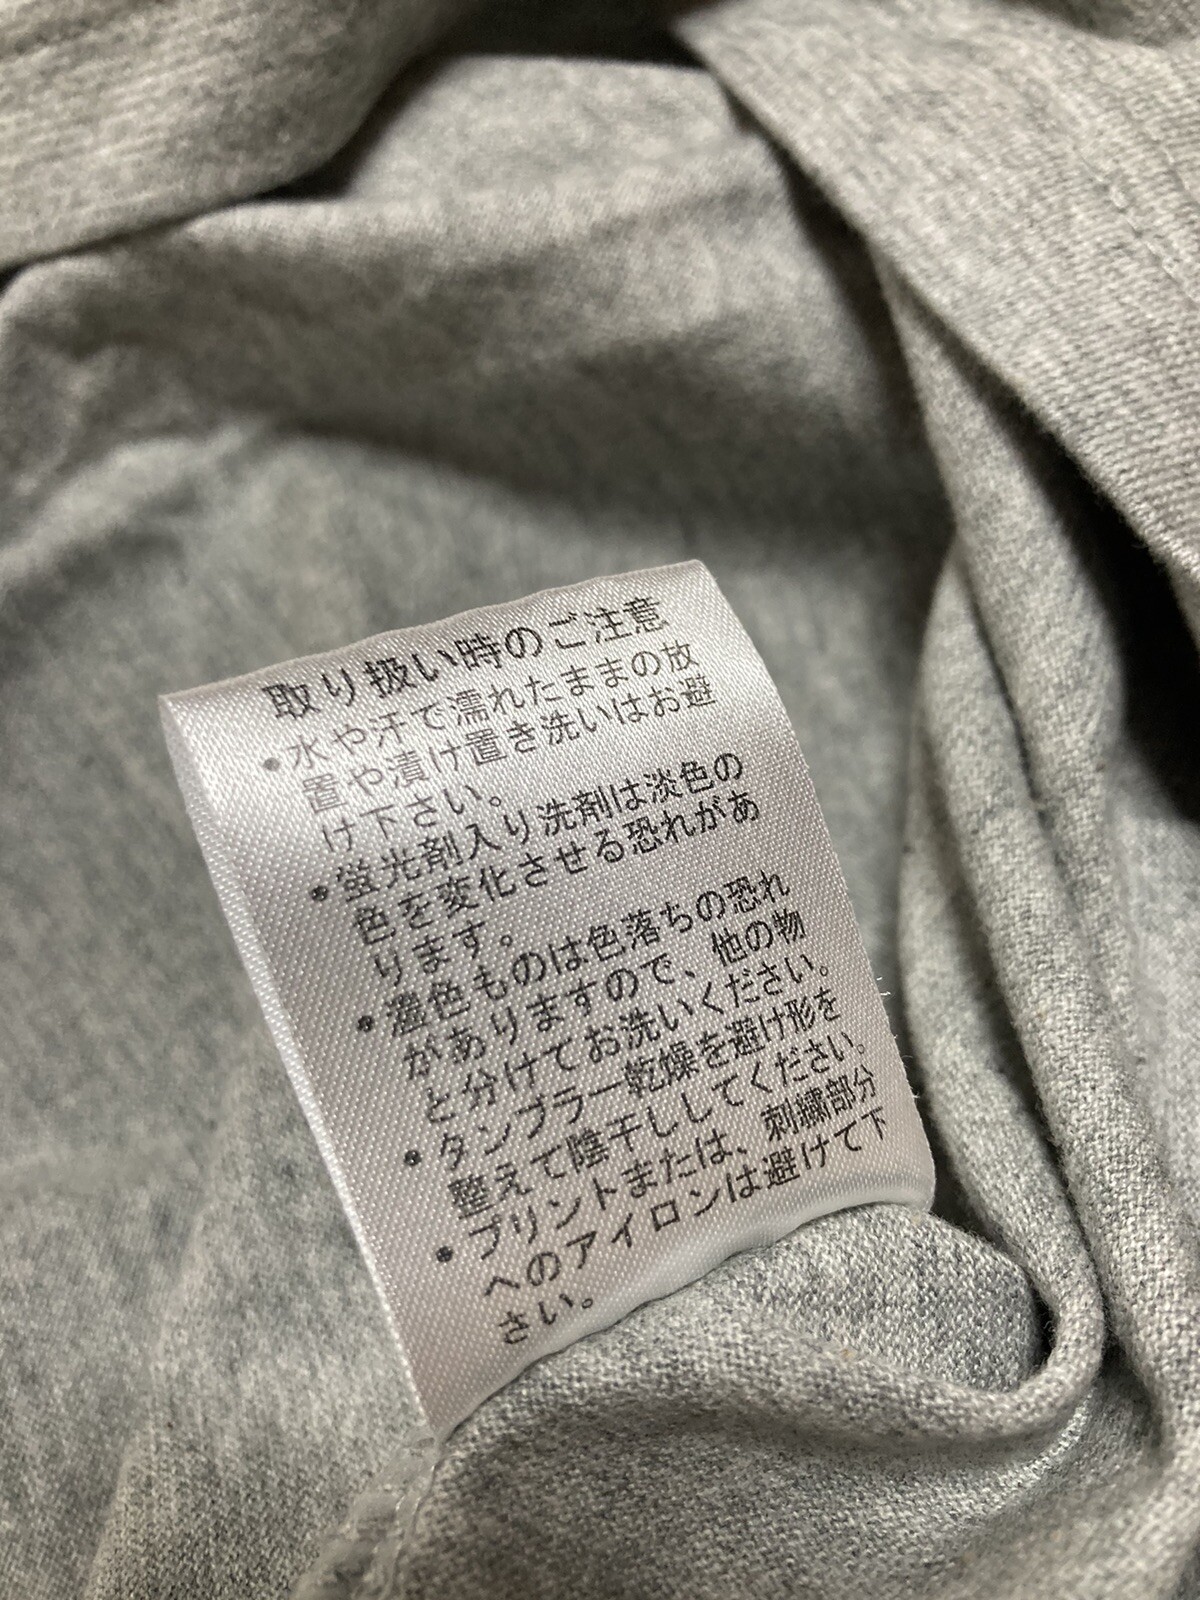 取り扱い時のご注意
・水や汗で濡れたままの放
置や漬け置き洗いはお避
け下さい。
・蛍光剤入り洗剤は淡色の
色を変化させる恐れがあ
ります。
・濃色ものは色落ちの恐れ
がありますので、他の物
と分けてお洗いください。
・タンブラー乾燥を避け形を
整えて陰干ししてください。
・プリントまたは、刺繍部分
へのアイロンは避けて下
さい。